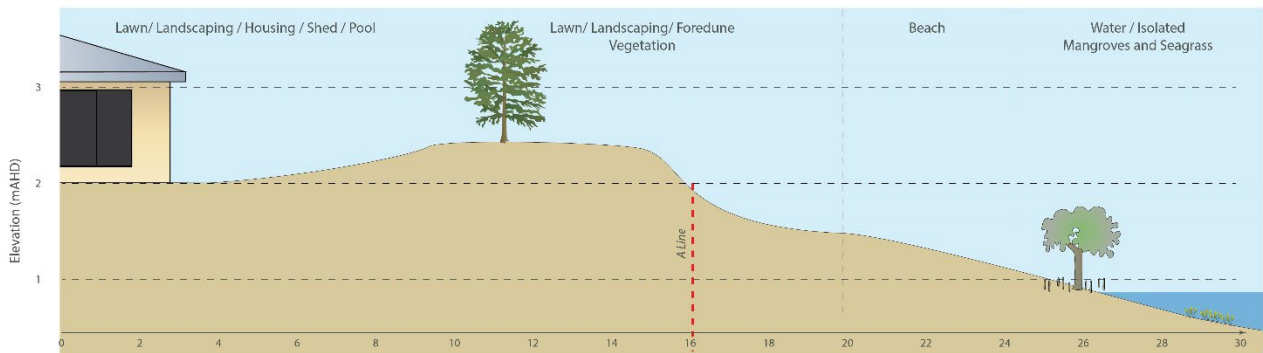 Lawn/ Landscaping / Housing / Shed / Pool
Lawn/ Landscaping/ Foredune
Vegetation
Beach
Water / Isolated
Mangroves and Seagrass
Elevation (mAHD)
3
2
1
A Line
0 2 4 6 8 10 12 14 16 18 20 22 24 26 28 30